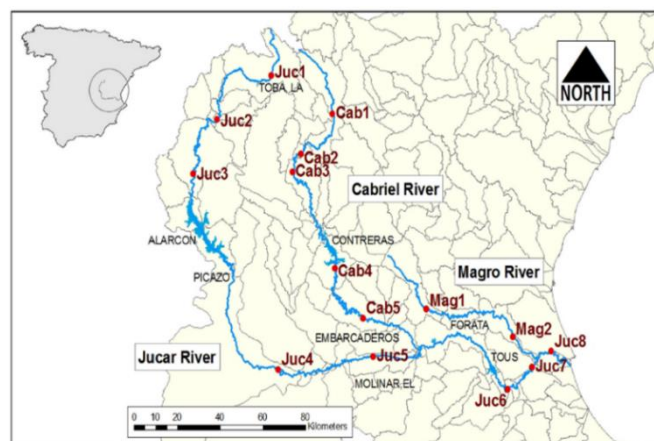 Juc1
TOBA, LA
NORTH
Cab1
Juc2
Cab2
Cab3
Juc3
Cabriel River
ALARCON
CONTRERAS
PICAZO
Cab4
Magro River
Mag1
Cab5
FORATA
Mag2
EMBARCADEROS
Juc8
Jucar River
Juc5
TOUS
Juc7
Juc4
MOLINAR,EL
Juc6
0 10 20 40 60 80
Kilometers